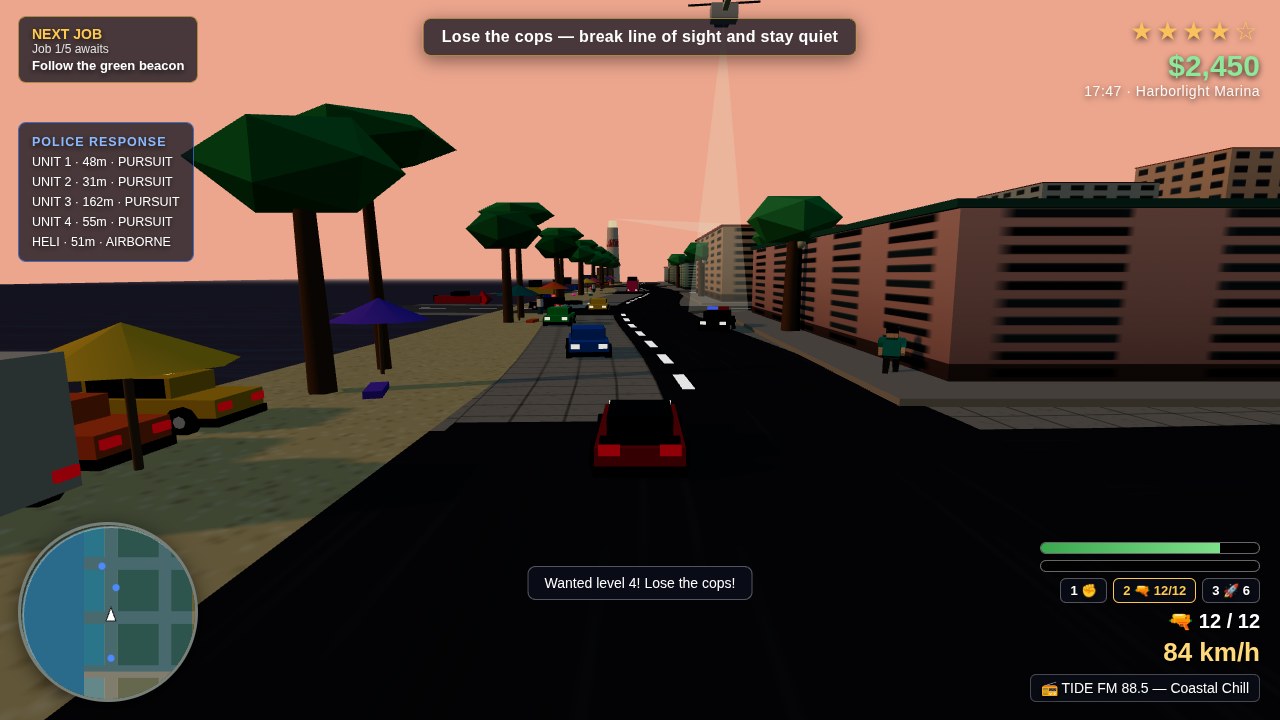 NEXT JOB
Job 1/5 awaits
Follow the green beacon
Lose the cops — break line of sight and stay quiet
$2,450
17:47 · Harborlight Marina
POLICE RESPONSE
UNIT 1 · 48m · PURSUIT
UNIT 2 · 31m · PURSUIT
UNIT 3 · 162m · PURSUIT
UNIT 4 · 55m · PURSUIT
HELI · 51m · AIRBORNE
Wanted level 4! Lose the cops!
1 ✊ 2 🔫 12/12 3 🚀 6
🔫 12 / 12
84 km/h
📻 TIDE FM 88.5 — Coastal Chill